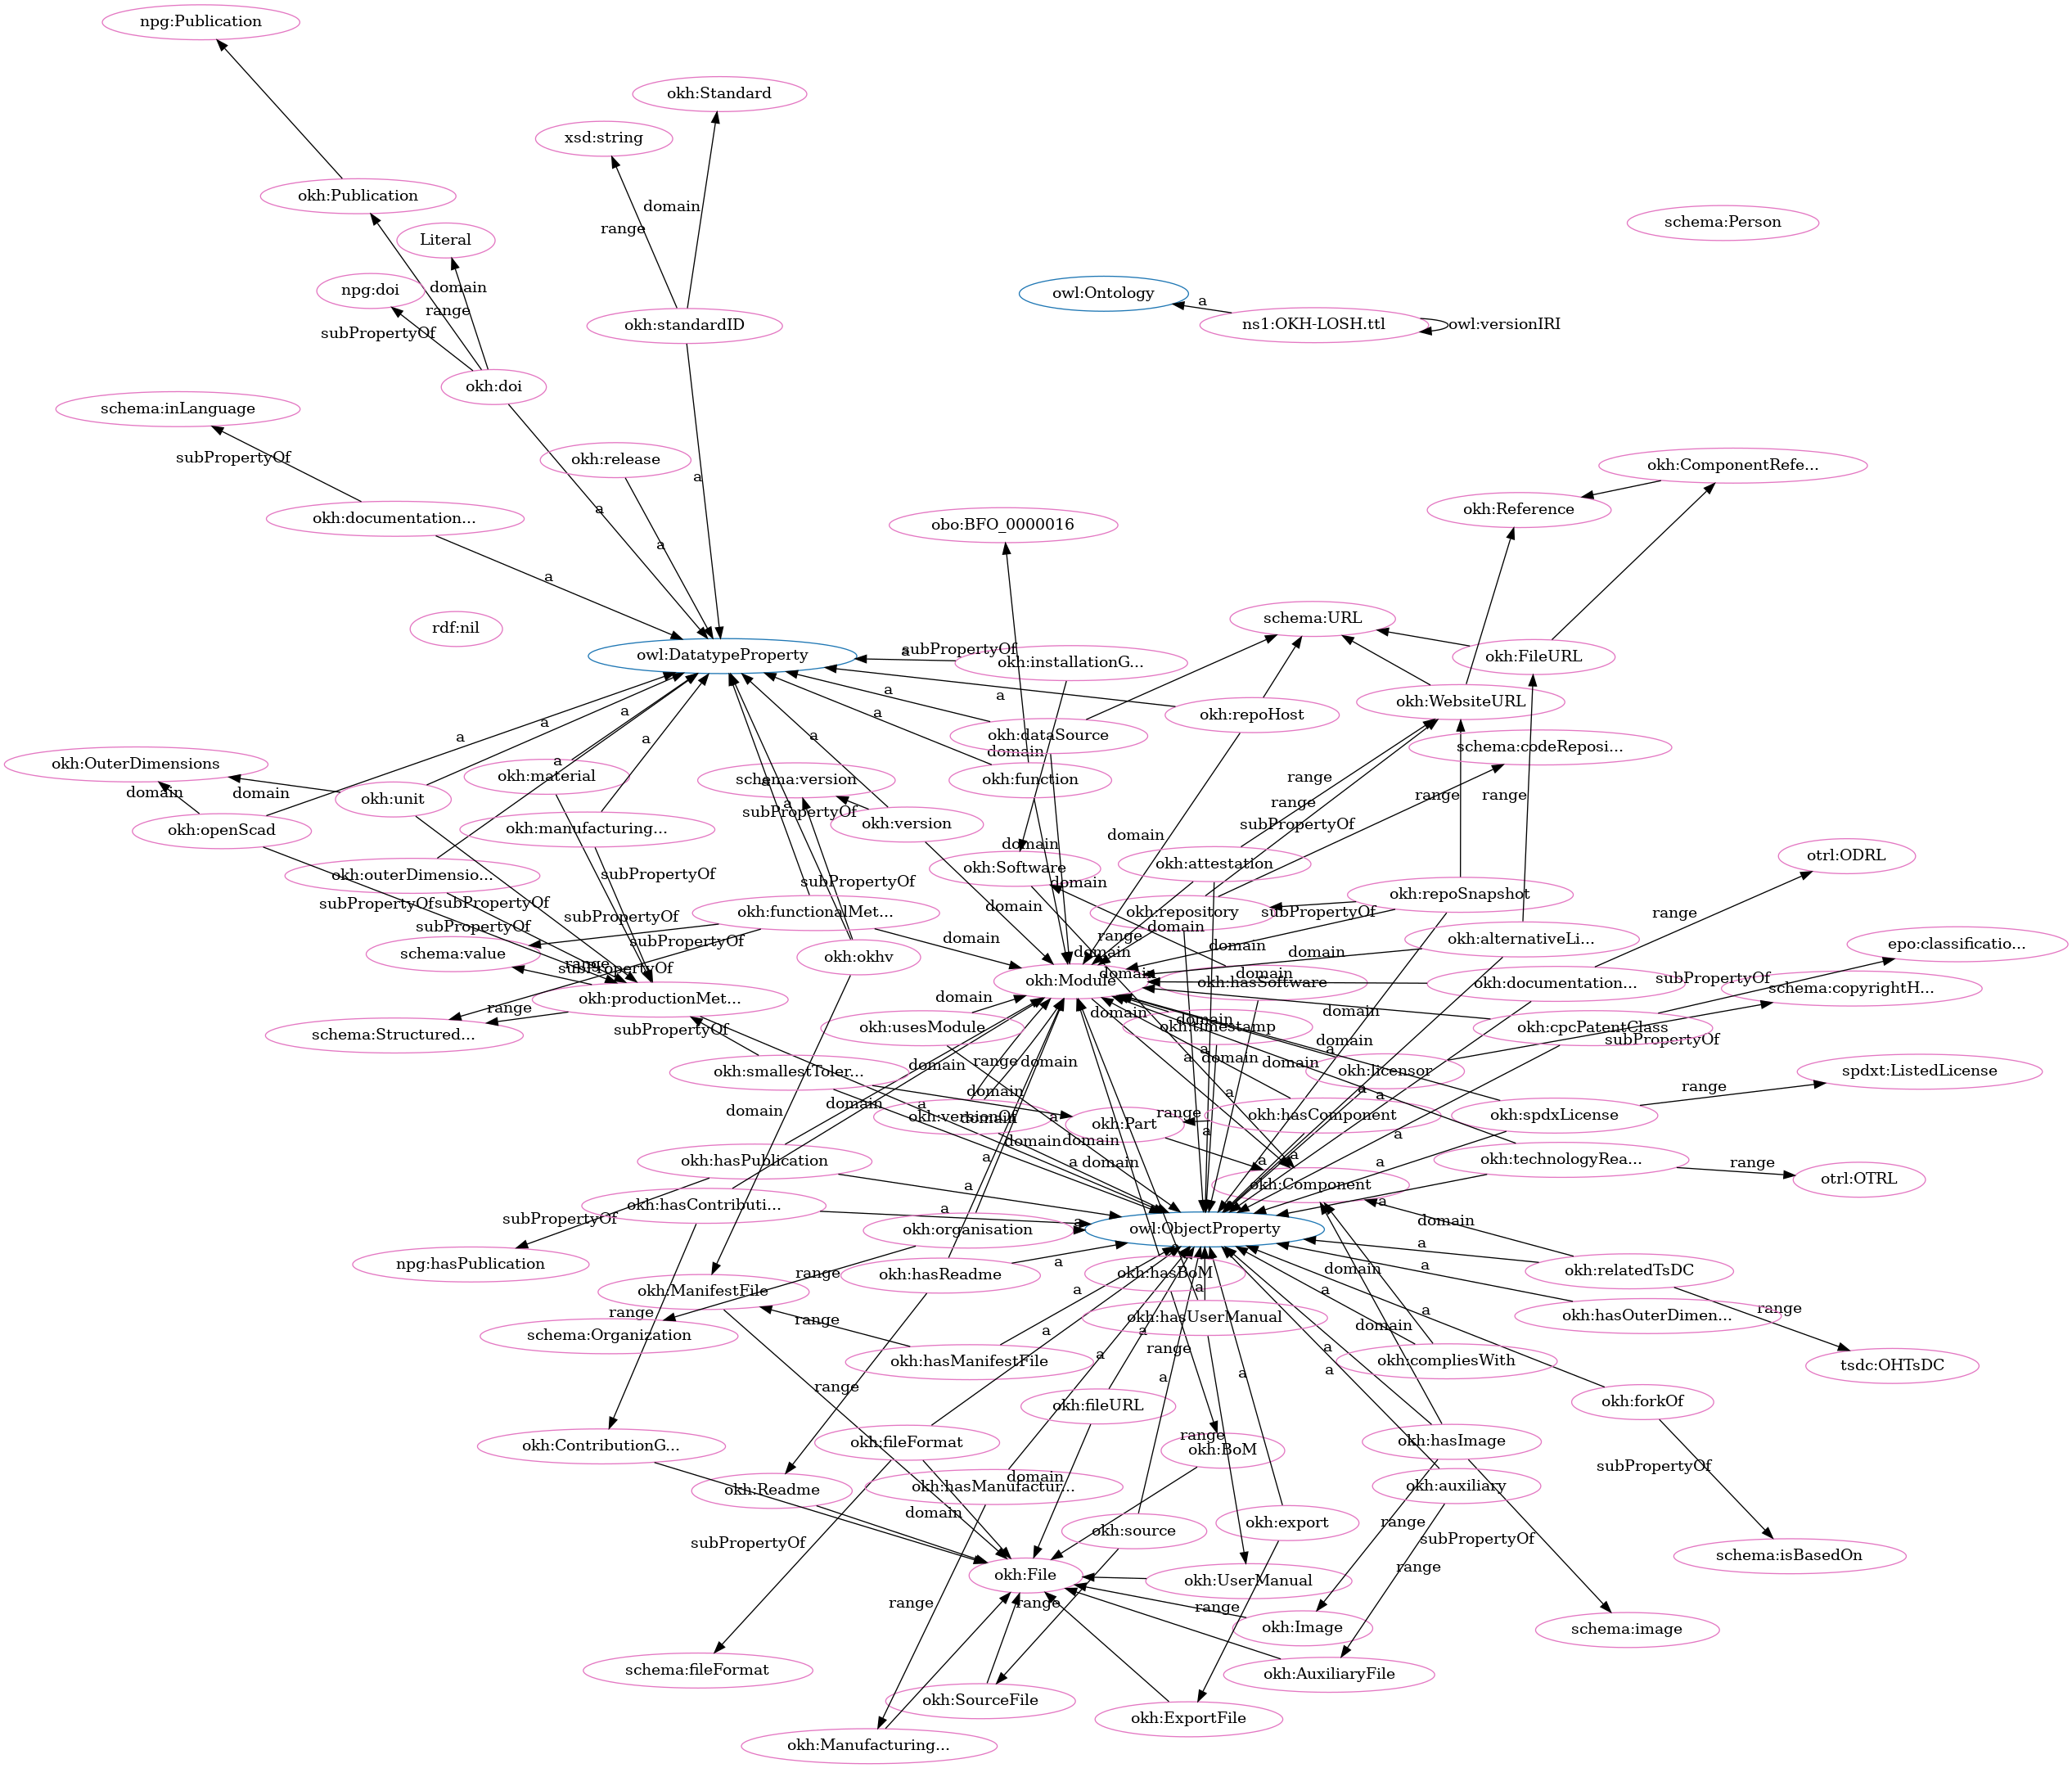 npg:Publication
okh:Standard
xsd:string
okh:Publication
domain
schema:Person
range
Literal
npg:doi
domain
owl:Ontology
a
range
okh:standardID
ns1:OKH-LOSH.ttl
owl:versionIRI
subPropertyOf
okh:doi
schema:inLanguage
subPropertyOf
okh:release
okh:ComponentRefe...
a
a
okh:Reference
okh:documentation...
obo:BFO_0000016
a
a
schema:URL
rdf:nil
owl:DatatypeProperty
a
subPropertyOf
okh:installationG...
okh:FileURL
a
a
okh:WebsiteURL
a
a
a
okh:repoHost
okh:dataSource
a
a
a
schema:codeReposi...
okh:OuterDimensions
domain
a
okh:material
schema:version
a
okh:function
range
domain
domain
okh:unit
a
subPropertyOf
range
range
range
okh:openScad
okh:manufacturing...
okh:version
subPropertyOf
domain
domain
okh:attestation
otrl:ODRL
okh:outerDimensio...
subPropertyOf
subPropertyOf
okh:Software
domain
okh:repoSnapshot
subPropertyOf
subPropertyOf
subPropertyOf
okh:functionalMet...
domain
okh:repository
subPropertyOf
range
subPropertyOf
domain
domain
range
okh:alternativeLi...
epo:classificatio...
schema:value
subPropertyOf
domain
domain
domain
domain
okh:okhv
range
subPropertyOf
domain
domain
okh:Module
okh:hasSoftware
okh:documentation...
subPropertyOf
schema:copyrightH...
okh:productionMet...
range
domain
domain
domain
domain
schema:Structured...
subPropertyOf
okh:usesModule
okh:timestamp
okh:cpcPatentClass
subPropertyOf
domain
range
domain
a
a
domain
domain
a
okh:smallestToler...
okh:licensor
spdxt:ListedLicense
domain
domain
domain
a
a
a
range
a
okh:versionOf
domain
a
okh:Part
range
okh:hasComponent
okh:spdxLicense
a
a
domain
domain
a
okh:hasPublication
a
a
domain
a
a
a
okh:technologyRea...
range
otrl:OTRL
a
okh:Component
okh:hasContributi...
a
a
a
subPropertyOf
okh:organisation
owl:ObjectProperty
domain
npg:hasPublication
range
a
okh:hasReadme
okh:hasBoM
domain
a
a
okh:relatedTsDC
okh:ManifestFile
a
a
range
range
okh:hasOuterDimen...
schema:Organization
range
range
a
okh:hasUserManual
a
domain
a
a
range
a
okh:hasManifestFile
a
a
a
okh:compliesWith
tsdc:OHTsDC
range
okh:fileURL
okh:forkOf
range
okh:ContributionG...
okh:fileFormat
okh:BoM
okh:hasImage
subPropertyOf
okh:Readme
okh:hasManufactur...
domain
okh:auxiliary
domain
okh:source
okh:export
range
subPropertyOf
subPropertyOf
schema:isBasedOn
range
okh:File
okh:UserManual
range
range
range
okh:Image
schema:image
schema:fileFormat
okh:AuxiliaryFile
okh:SourceFile
okh:ExportFile
okh:Manufacturing...